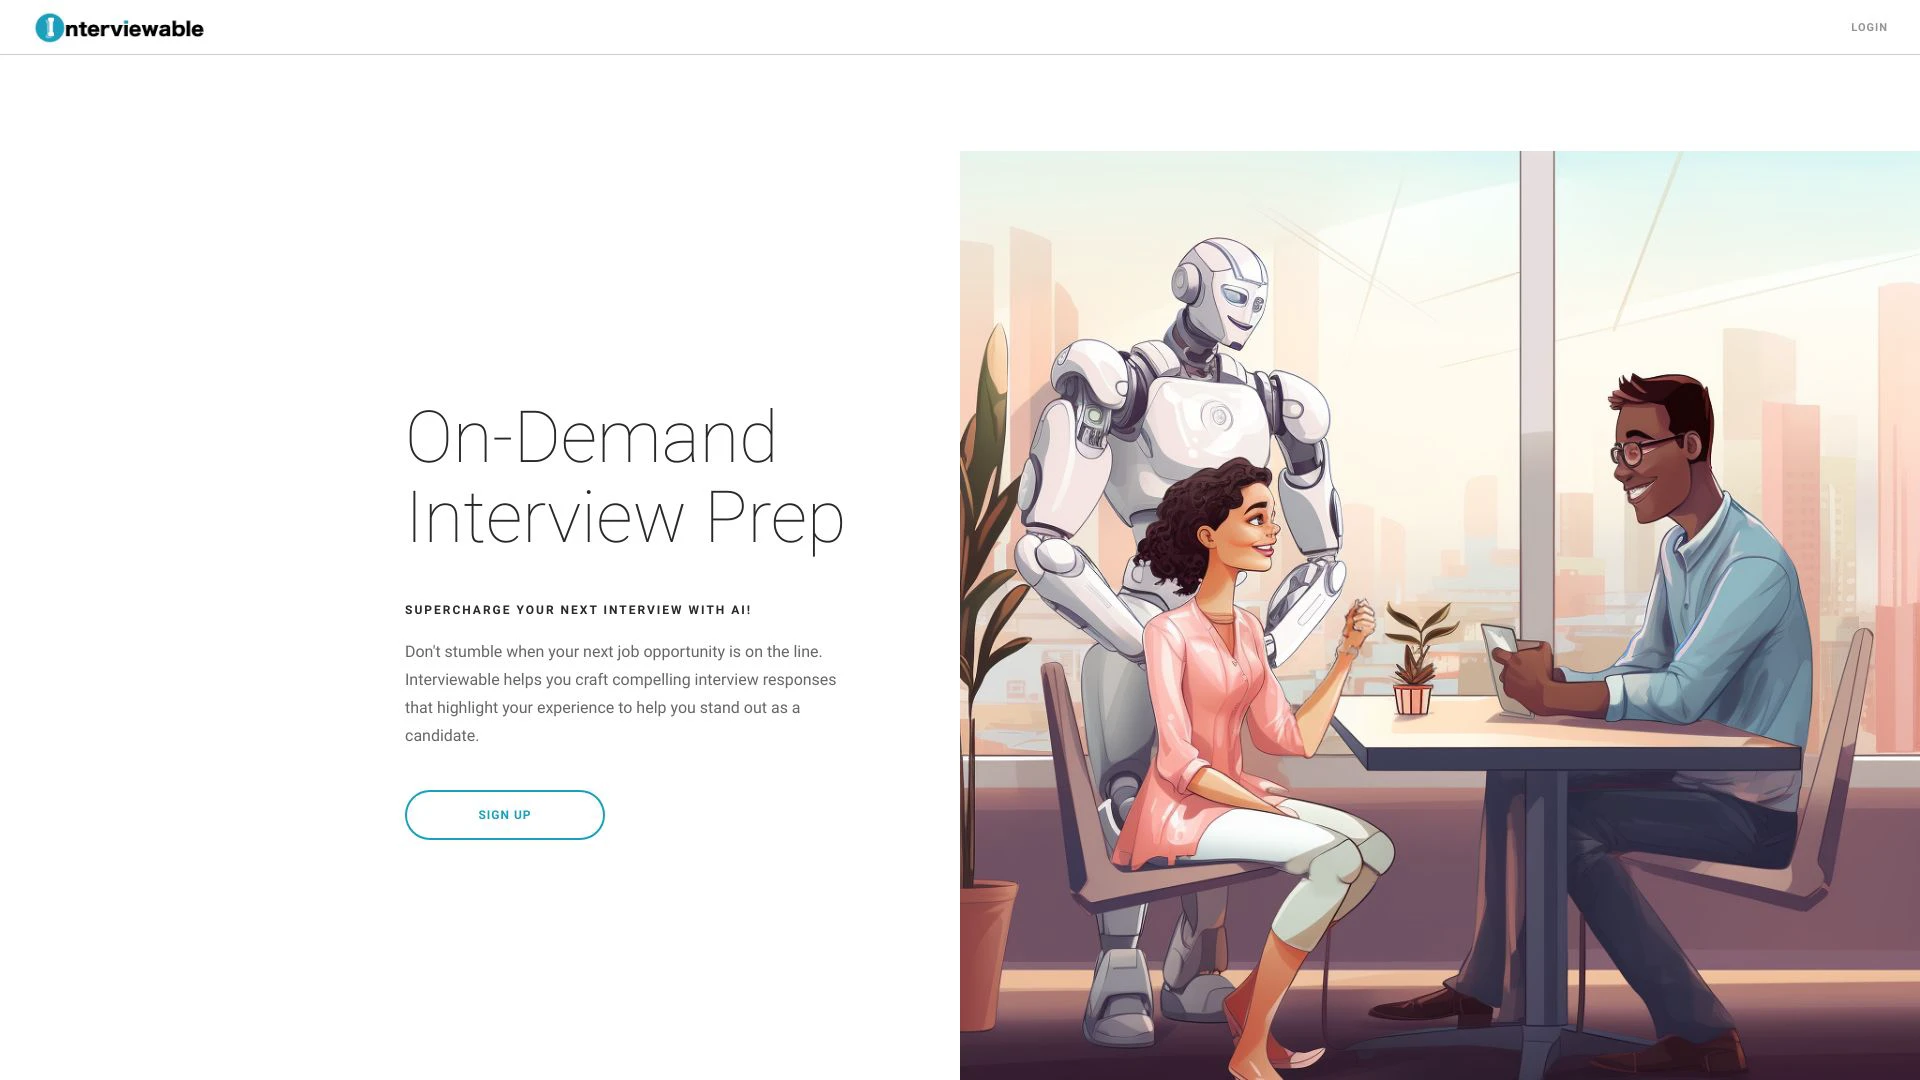 Interviewable
LOGIN
On-Demand
Interview Prep
SUPERCHARGE YOUR NEXT INTERVIEW WITH AI!
Don't stumble when your next job opportunity is on the line.
Interviewable helps you craft compelling interview responses
that highlight your experience to help you stand out as a
candidate.
SIGN UP